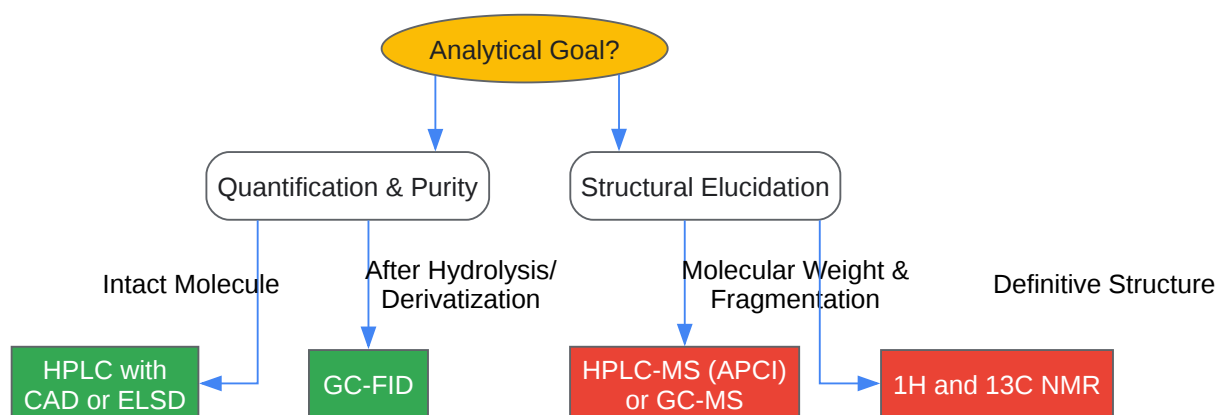 Analytical Goal?
Quantification & Purity
Structural Elucidation
Intact Molecule
After Hydrolysis/
Derivatization
Molecular Weight &
Fragmentation
Definitive Structure
HPLC with
CAD or ELSD
GC-FID
HPLC-MS (APCI)
or GC-MS
1H and 13C NMR